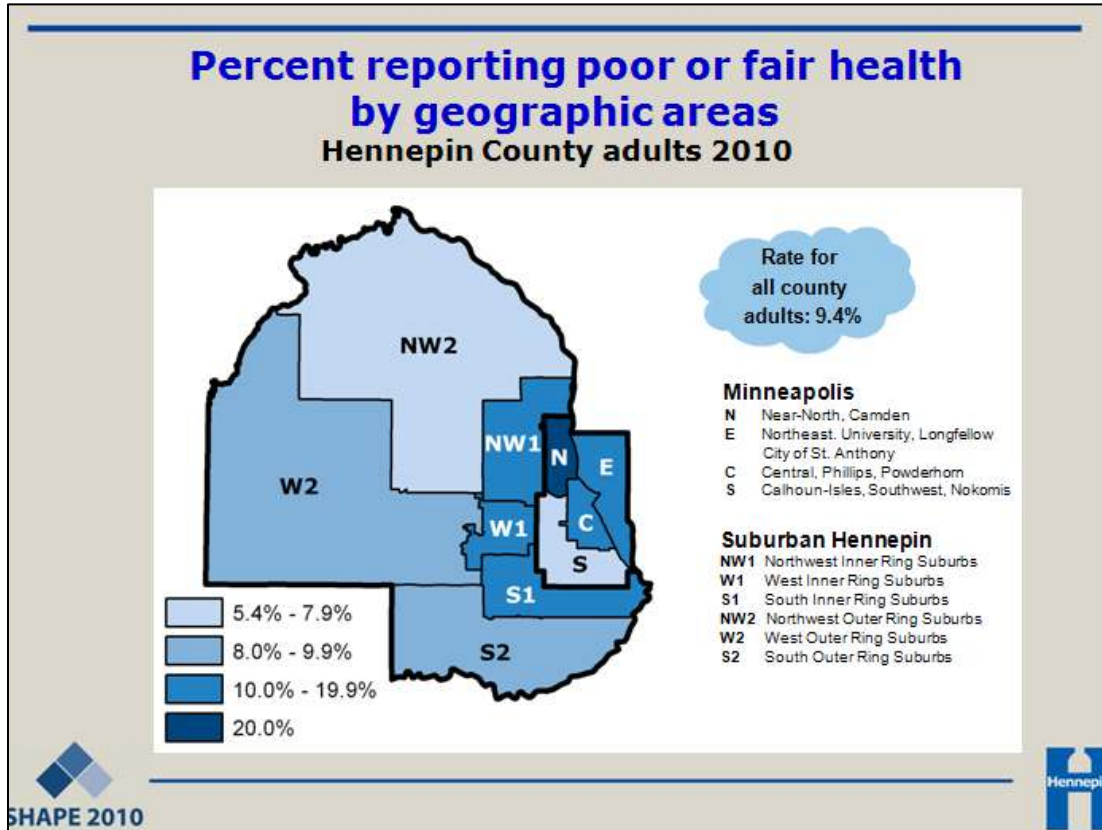 Percent reporting poor or fair health
by geographic areas
Hennepin County adults 2010
Rate for
all county
adults: 9.4%
NW2
NW1
N
E
W2
W1
C
S
S1
S2
Minneapolis
N Near-North, Camden
E Northeast. University, Longfellow
City of St. Anthony
C Central, Phillips, Powderhorn
S Calhoun-Isles, Southwest, Nokomis
Suburban Hennepin
NW1 Northwest Inner Ring Suburbs
W1 West Inner Ring Suburbs
S1 South Inner Ring Suburbs
NW2 Northwest Outer Ring Suburbs
W2 West Outer Ring Suburbs
S2 South Outer Ring Suburbs
5.4% - 7.9%
8.0% - 9.9%
10.0% - 19.9%
20.0%
SHAPE 2010
Hennepi